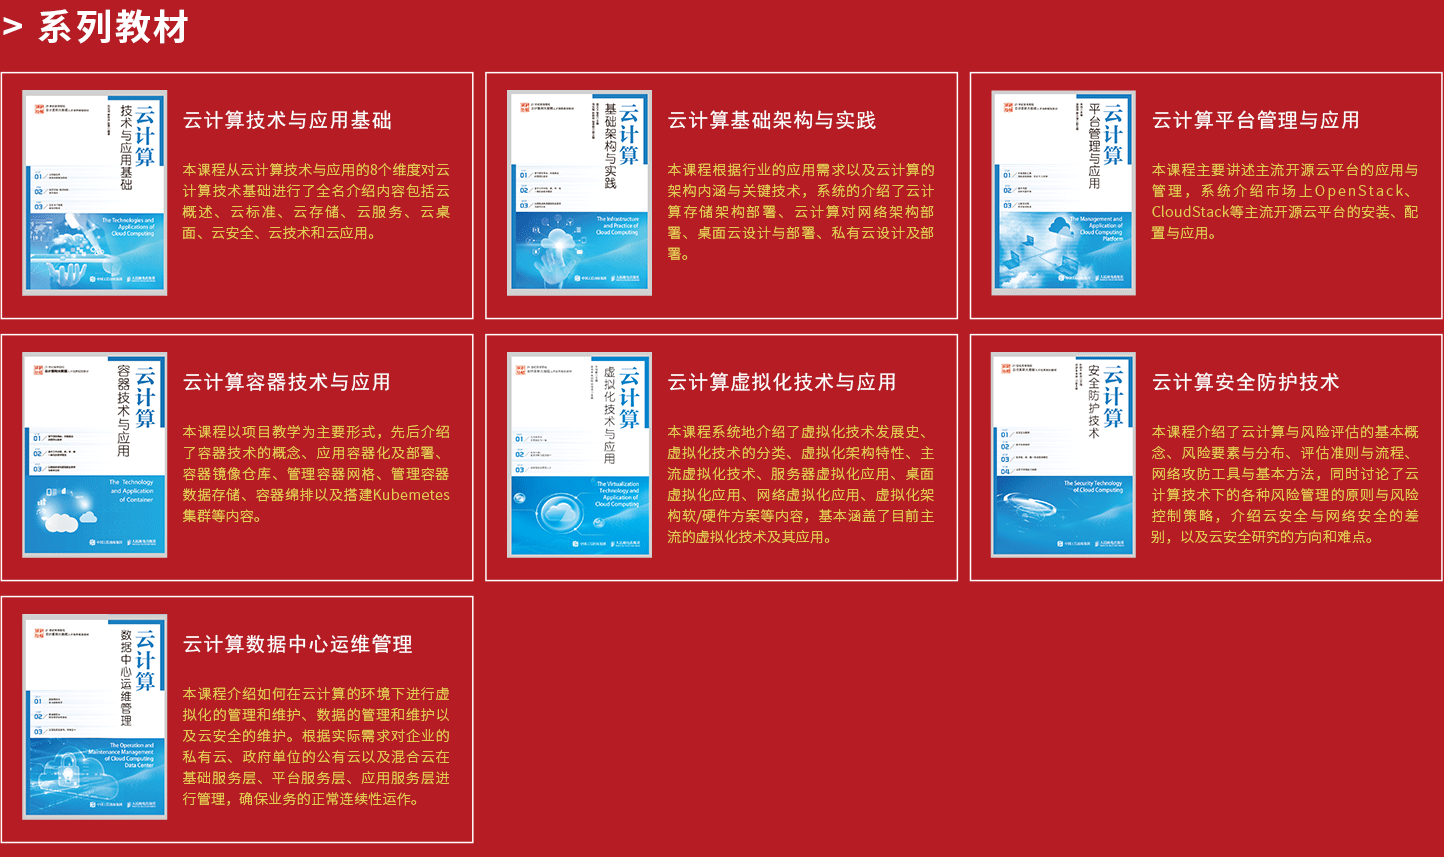 > 系列教材
云计算
技术与应用基础
01
02
03
The Technologies and
Application of
Cloud Computing
云计算技术与应用基础
本课程从云计算技术与应用的8个维度对云
计算技术基础进行了全名介绍内容包括云
概述、云标准、云存储、云服务、云桌
面、云安全、云技术和云应用。
云计算
基础架构与实践
01
02
03
The Infrastructure
and Practice of
Cloud Computing
云计算基础架构与实践
本课程根据行业的应用需求以及云计算的
架构内涵与关键技术，系统的介绍了云计
算存储架构部署、云计算对网络架构部
署、桌面云设计与部署、私有云设计及部
署。
云计算
平台管理与应用
01
02
03
The Management and
Application of
Cloud Computing
Platform
云计算平台管理与应用
本课程主要讲述主流开源云平台的应用与
管理，系统介绍市场上OpenStack、
CloudStack等主流开源云平台的安装、配
置与应用。
云计算
容器技术与应用
01
02
03
The Technology
and Application
of Container
云计算容器技术与应用
本课程以项目教学为主要形式，先后介绍
了容器技术的概念、应用容器化及部署、
容器镜像仓库、管理容器网格、管理容器
数据存储、容器绵排以及搭建Kubemetes
集群等内容。
云计算
虚拟化技术与应用
01
02
03
The Virtualization
Technology and
Application of
Cloud Computing
云计算虚拟化技术与应用
本课程系统地介绍了虚拟化技术发展史、
虚拟化技术的分类、虚拟化架构特性、主
流虚拟化技术、服务器虚拟化应用、桌面
虚拟化应用、网络虚拟化应用、虚拟化架
构软/硬件方案等内容，基本涵盖了目前主
流的虚拟化技术及其应用。
云计算
安全防护技术
01
02
03
04
The Security Technology
of Cloud Computing
云计算安全防护技术
本课程介绍了云计算与风险评估的基本概
念、风险要素与分布、评估准则与流程、
网络攻防工具与基本方法，同时讨论了云
计算技术下的各种风险管理的原则与风险
控制策略，介绍云安全与网络安全的差
别，以及云安全研究的方向和难点。
云计算
数据中心运维管理
01
02
03
The Operation and
Maintenance Management
of Cloud Computing
Data Center
云计算数据中心运维管理
本课程介绍如何在云计算的环境下进行虚
拟化的管理和维护、数据的管理和维护以
及云安全的维护。根据实际需求对企业的
私有云、政府单位的公有云以及混合云在
基础服务层、平台服务层、应用服务层进
行管理，确保业务的正常连续性运作。